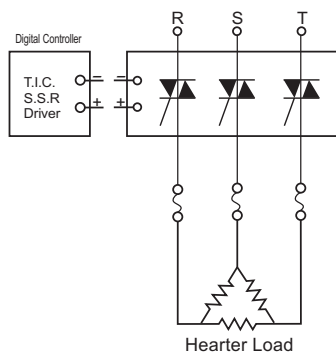 R S T
Digital Controller
T.I.C.
S.S.R
Driver
− −
+ +
Hearter Load